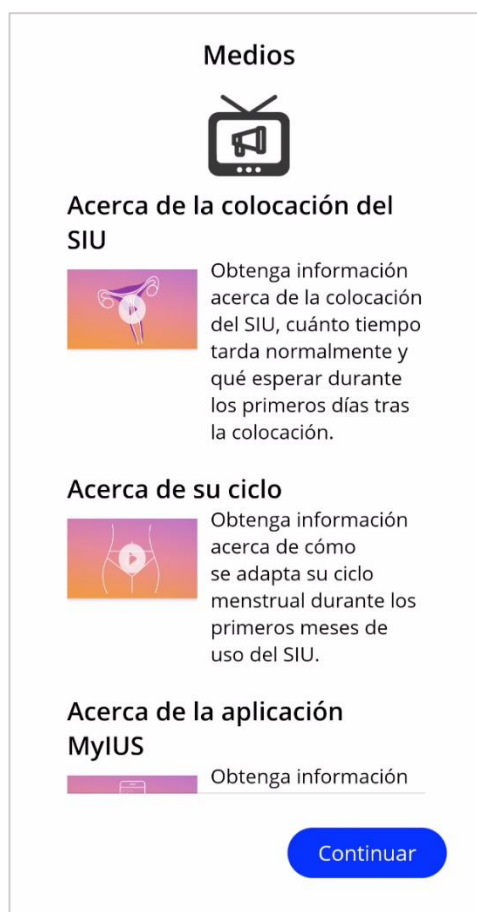 Medios
Acerca de la colocación del
SIU
Obtenga información
acerca de la colocación
del SIU, cuánto tiempo
tarda normalmente y
qué esperar durante
los primeros días tras
la colocación.
Acerca de su ciclo
Obtenga información
acerca de cómo
se adapta su ciclo
menstrual durante los
primeros meses de
uso del SIU.
Acerca de la aplicación
MyIUS
Obtenga información
Continuar